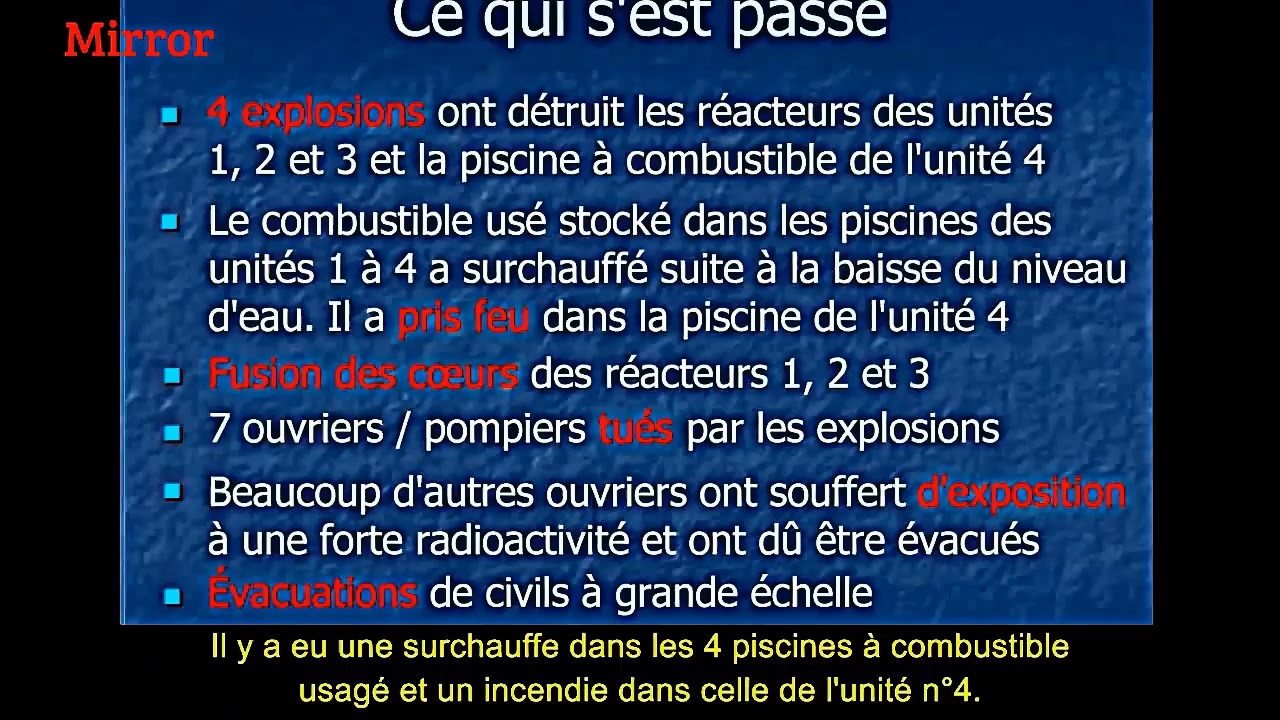 Ce qui s'est passé
Mirror
4 explosions ont détruit les réacteurs des unités
1, 2 et 3 et la piscine à combustible de l'unité 4
Le combustible usé stocké dans les piscines des
unités 1 à 4 a surchauffé suite à la baisse du niveau
d'eau. Il a pris feu dans la piscine de l'unité 4
Fusion des cœurs des réacteurs 1, 2 et 3
7 ouvriers / pompiers tués par les explosions
Beaucoup d'autres ouvriers ont souffert d'exposition
à une forte radioactivité et ont dû être évacués
Évacuations de civils à grande échelle
Il y a eu une surchauffe dans les 4 piscines à combustible
usagé et un incendie dans celle de l'unité n°4.